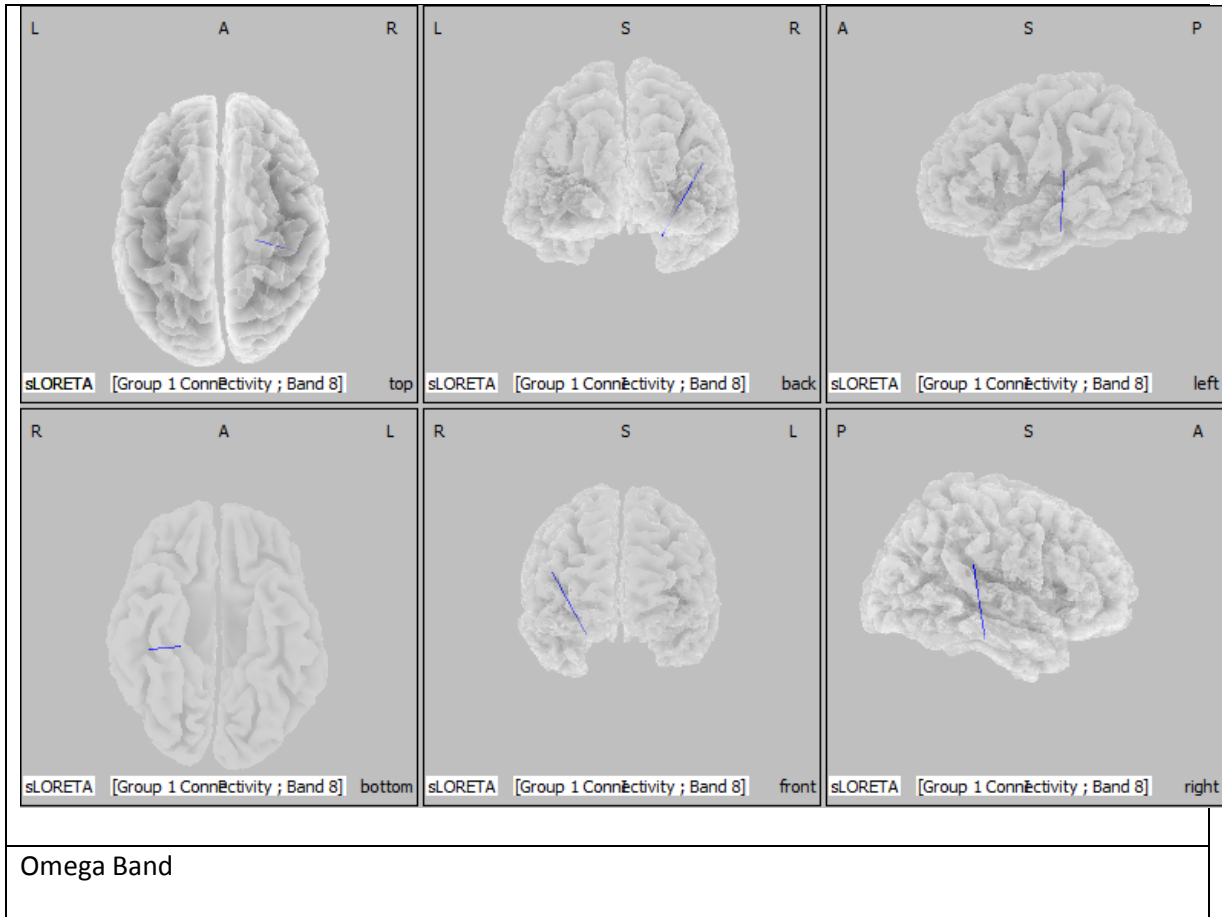 L A R
L S R
A S P
sLORETA [Group 1 Connectivity ; Band 8] top
sLORETA [Group 1 Connectivity ; Band 8] back
sLORETA [Group 1 Connectivity ; Band 8] left
R A L
R S L
P S A
sLORETA [Group 1 Connectivity ; Band 8] bottom
sLORETA [Group 1 Connectivity ; Band 8] front
sLORETA [Group 1 Connectivity ; Band 8] right
Omega Band